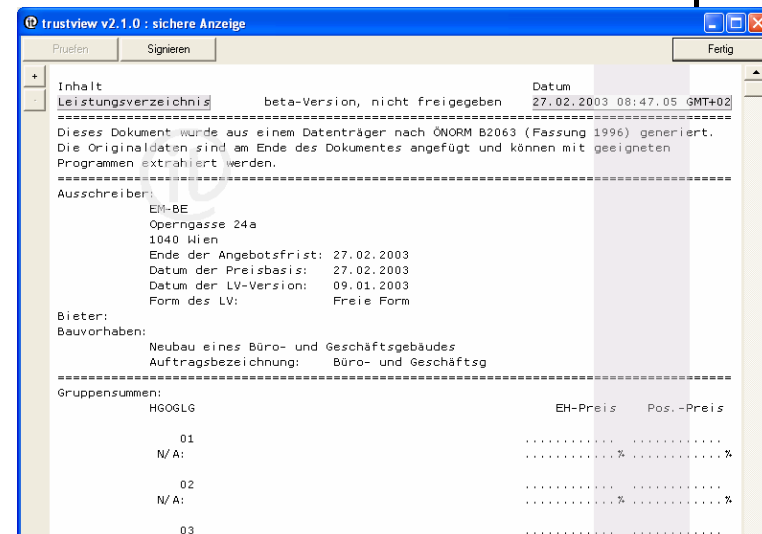 trustview v2.1.0 : sichere Anzeige
Pruefen Signieren Fertig
Inhalt Datum
Leistungsverzeichnis beta-Version, nicht freigegeben 27.02.2003 08:47.05 GMT+02
================================================================================
Dieses Dokument wurde aus einem Datenträger nach ÖNORM B2063 (Fassung 1996) generiert.
Die Originaldaten sind am Ende des Dokumentes angefügt und können mit geeigneten
Programmen extrahiert werden.
================================================================================
Ausschreiber:
EM-BE
Operngasse 24a
1040 Wien
Ende der Angebotsfrist: 27.02.2003
Datum der Preisbasis: 27.02.2003
Datum der LV-Version: 09.01.2003
Form des LV: Freie Form
Bieter:
Bauvorhaben:
Neubau eines Büro- und Geschäftsgebäudes
Auftragsbezeichnung: Büro- und Geschäftsg
================================================================================
Gruppensummen:
HGOGLG EH-Preis Pos.-Preis
01 ............ ............
N/A: ............% ............%
02 ............ ............
N/A: ............% ............%
03 ............ ............